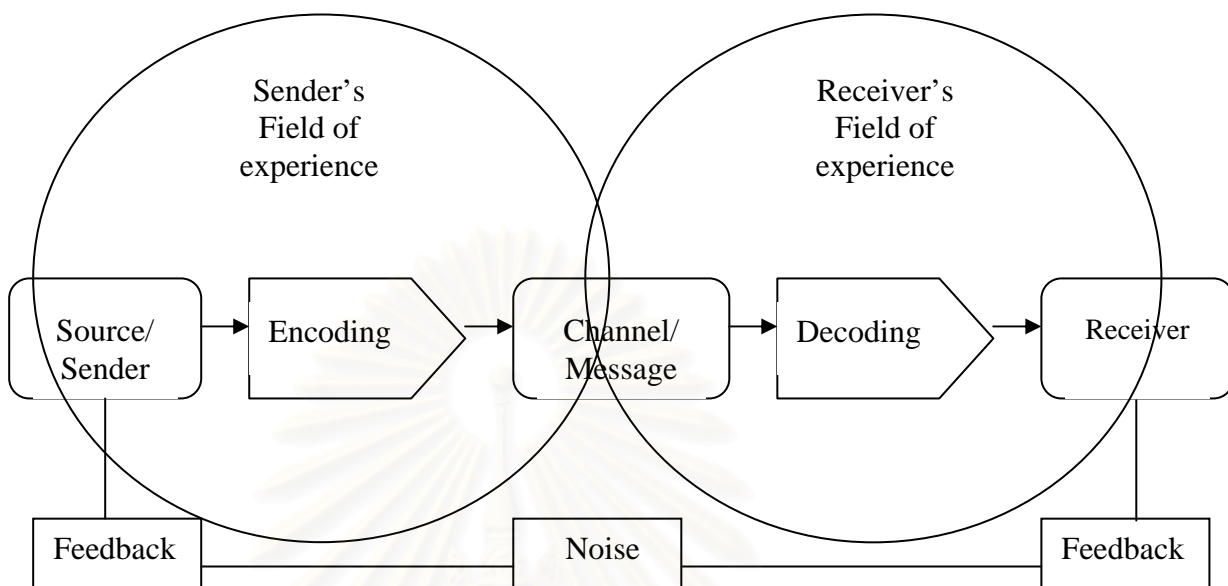 Sender’s
Field of
experience
Receiver’s
Field of
experience
Source/
Sender
Encoding
Channel/
Message
Decoding
Receiver
Feedback
Noise
Feedback